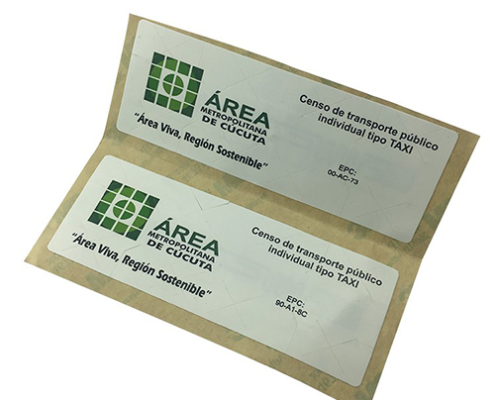 ÁREA
METROPOLITANA
DE CÚCUTA
"Área Viva, Región Sostenible"
Censo de transporte público
individual tipo TAXI
EPC:
00-AC-73
ÁREA
METROPOLITANA
DE CÚCUTA
"Área Viva, Región Sostenible"
Censo de transporte público
individual tipo TAXI
EPC:
90-A1-8C